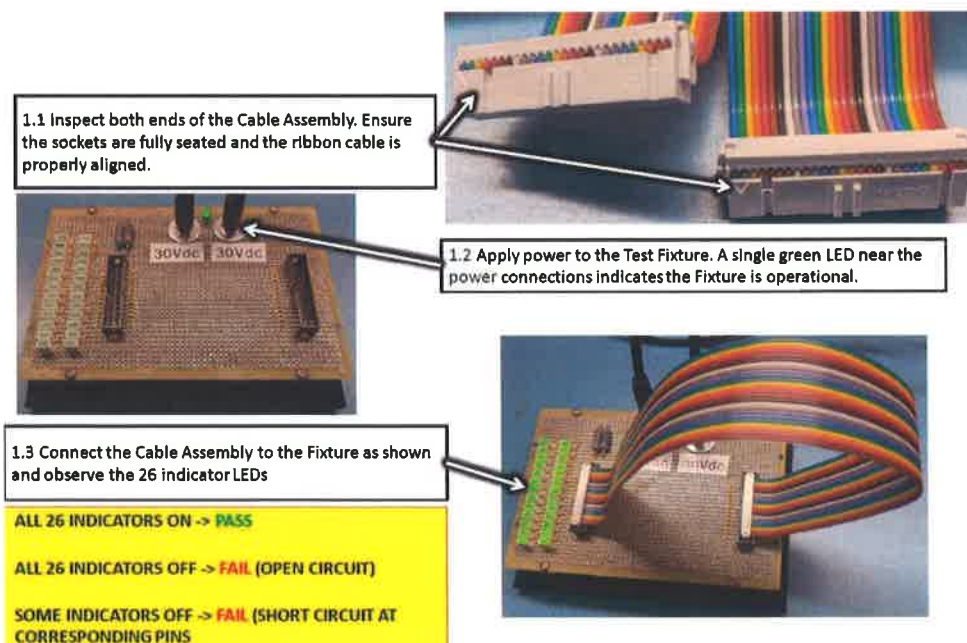 1.1 Inspect both ends of the Cable Assembly. Ensure
the sockets are fully seated and the ribbon cable is
properly aligned.
30Vdc 30Vdc
1.2 Apply power to the Test Fixture. A single green LED near the
power connections indicates the Fixture is operational.
1.3 Connect the Cable Assembly to the Fixture as shown
and observe the 26 indicator LEDs
ALL 26 INDICATORS ON -> PASS
ALL 26 INDICATORS OFF -> FAIL (OPEN CIRCUIT)
SOME INDICATORS OFF -> FAIL (SHORT CIRCUIT AT
CORRESPONDING PINS